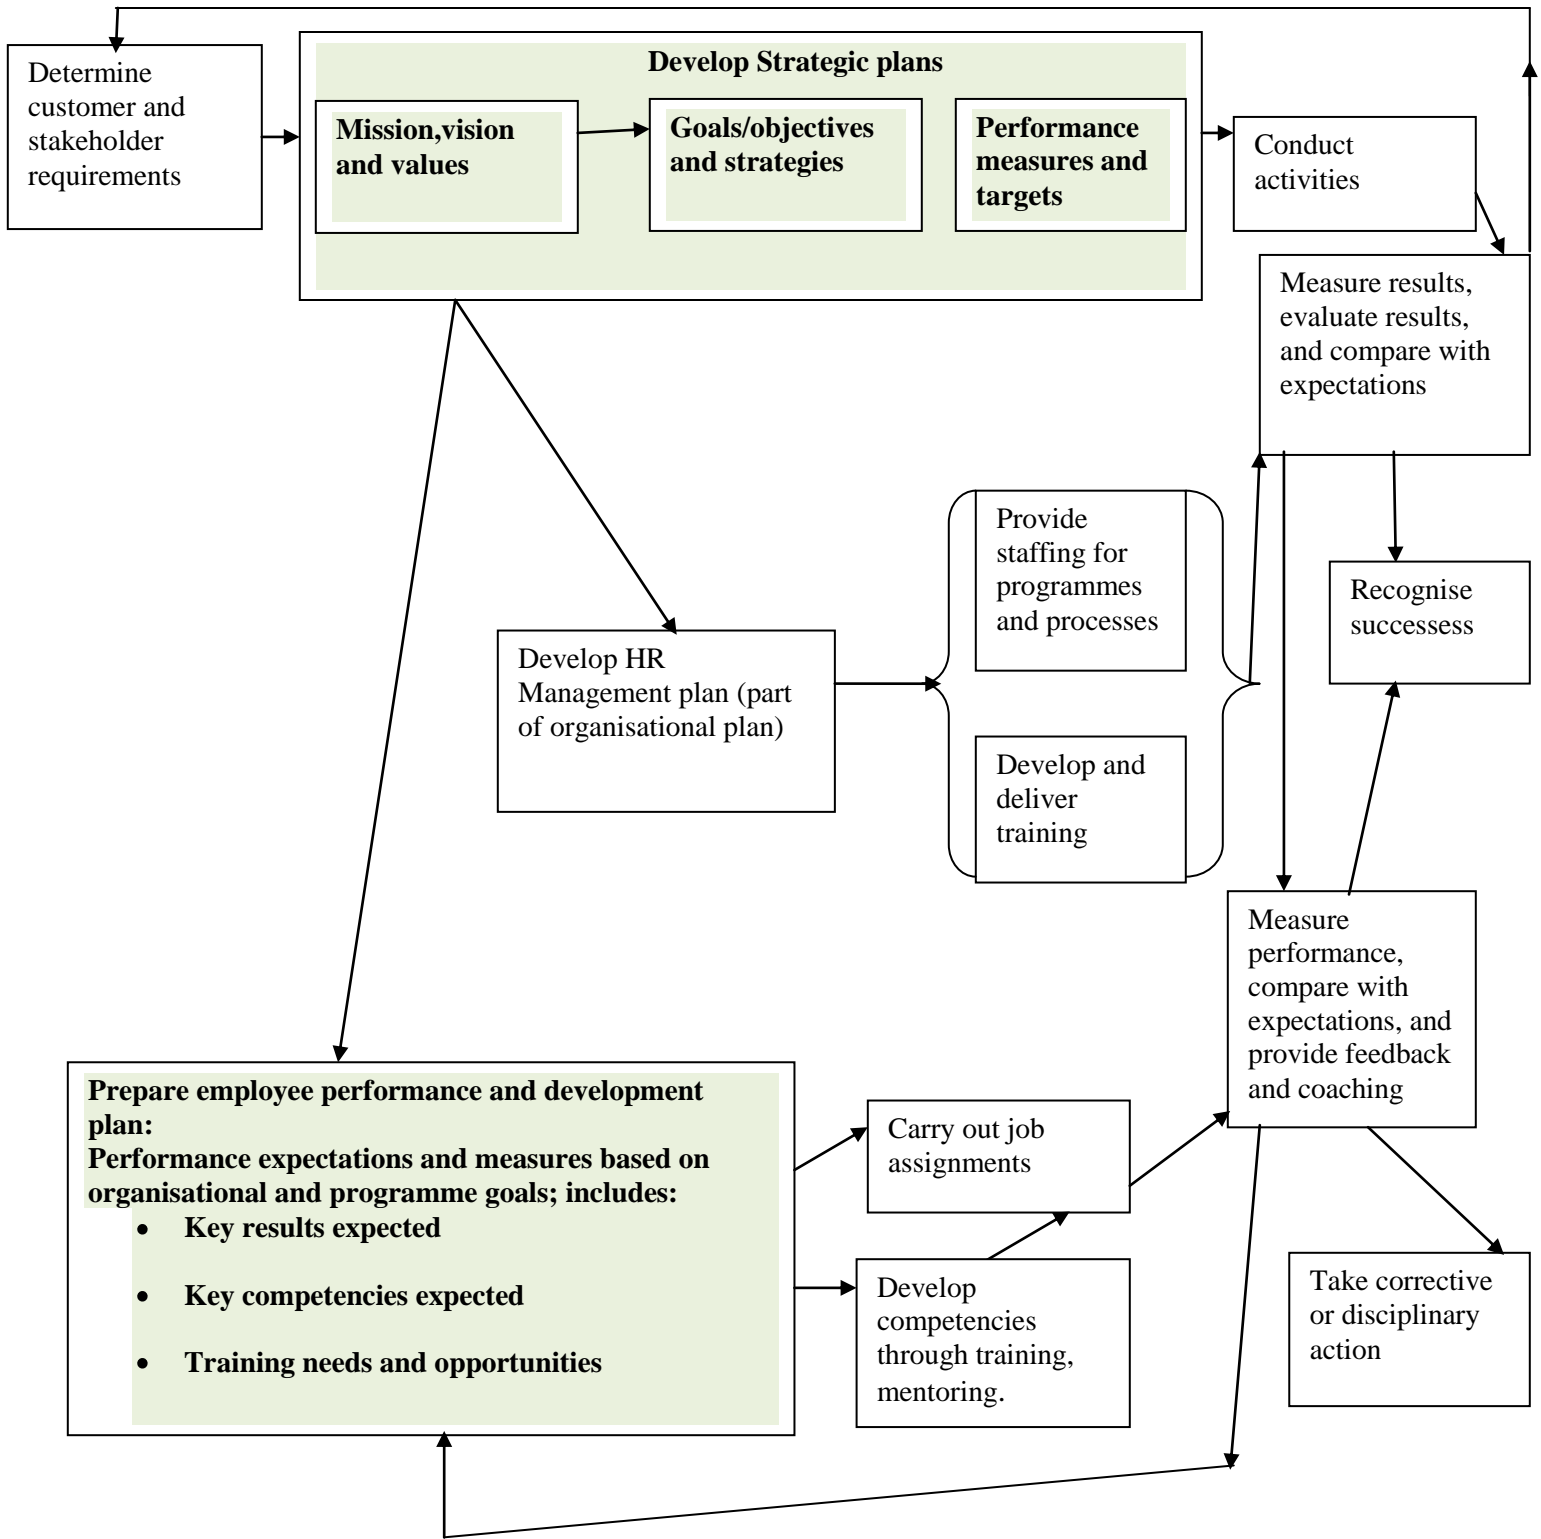 Develop Strategic plans
Determine
customer and
stakeholder
requirements
Mission,vision
and values
Goals/objectives
and strategies
Performance
measures and
targets
Conduct
activities
Measure results,
evaluate results,
and compare with
expectations
Provide
staffing for
programmes
and processes
Recognise
successess
Develop HR
Management plan (part
of organisational plan)
Develop and
deliver
training
Measure
performance,
compare with
expectations, and
provide feedback
and coaching
Prepare employee performance and development
plan:
Performance expectations and measures based on
organisational and programme goals; includes:
• Key results expected
• Key competencies expected
• Training needs and opportunities
Carry out job
assignments
Develop
competencies
through training,
mentoring.
Take corrective
or disciplinary
action